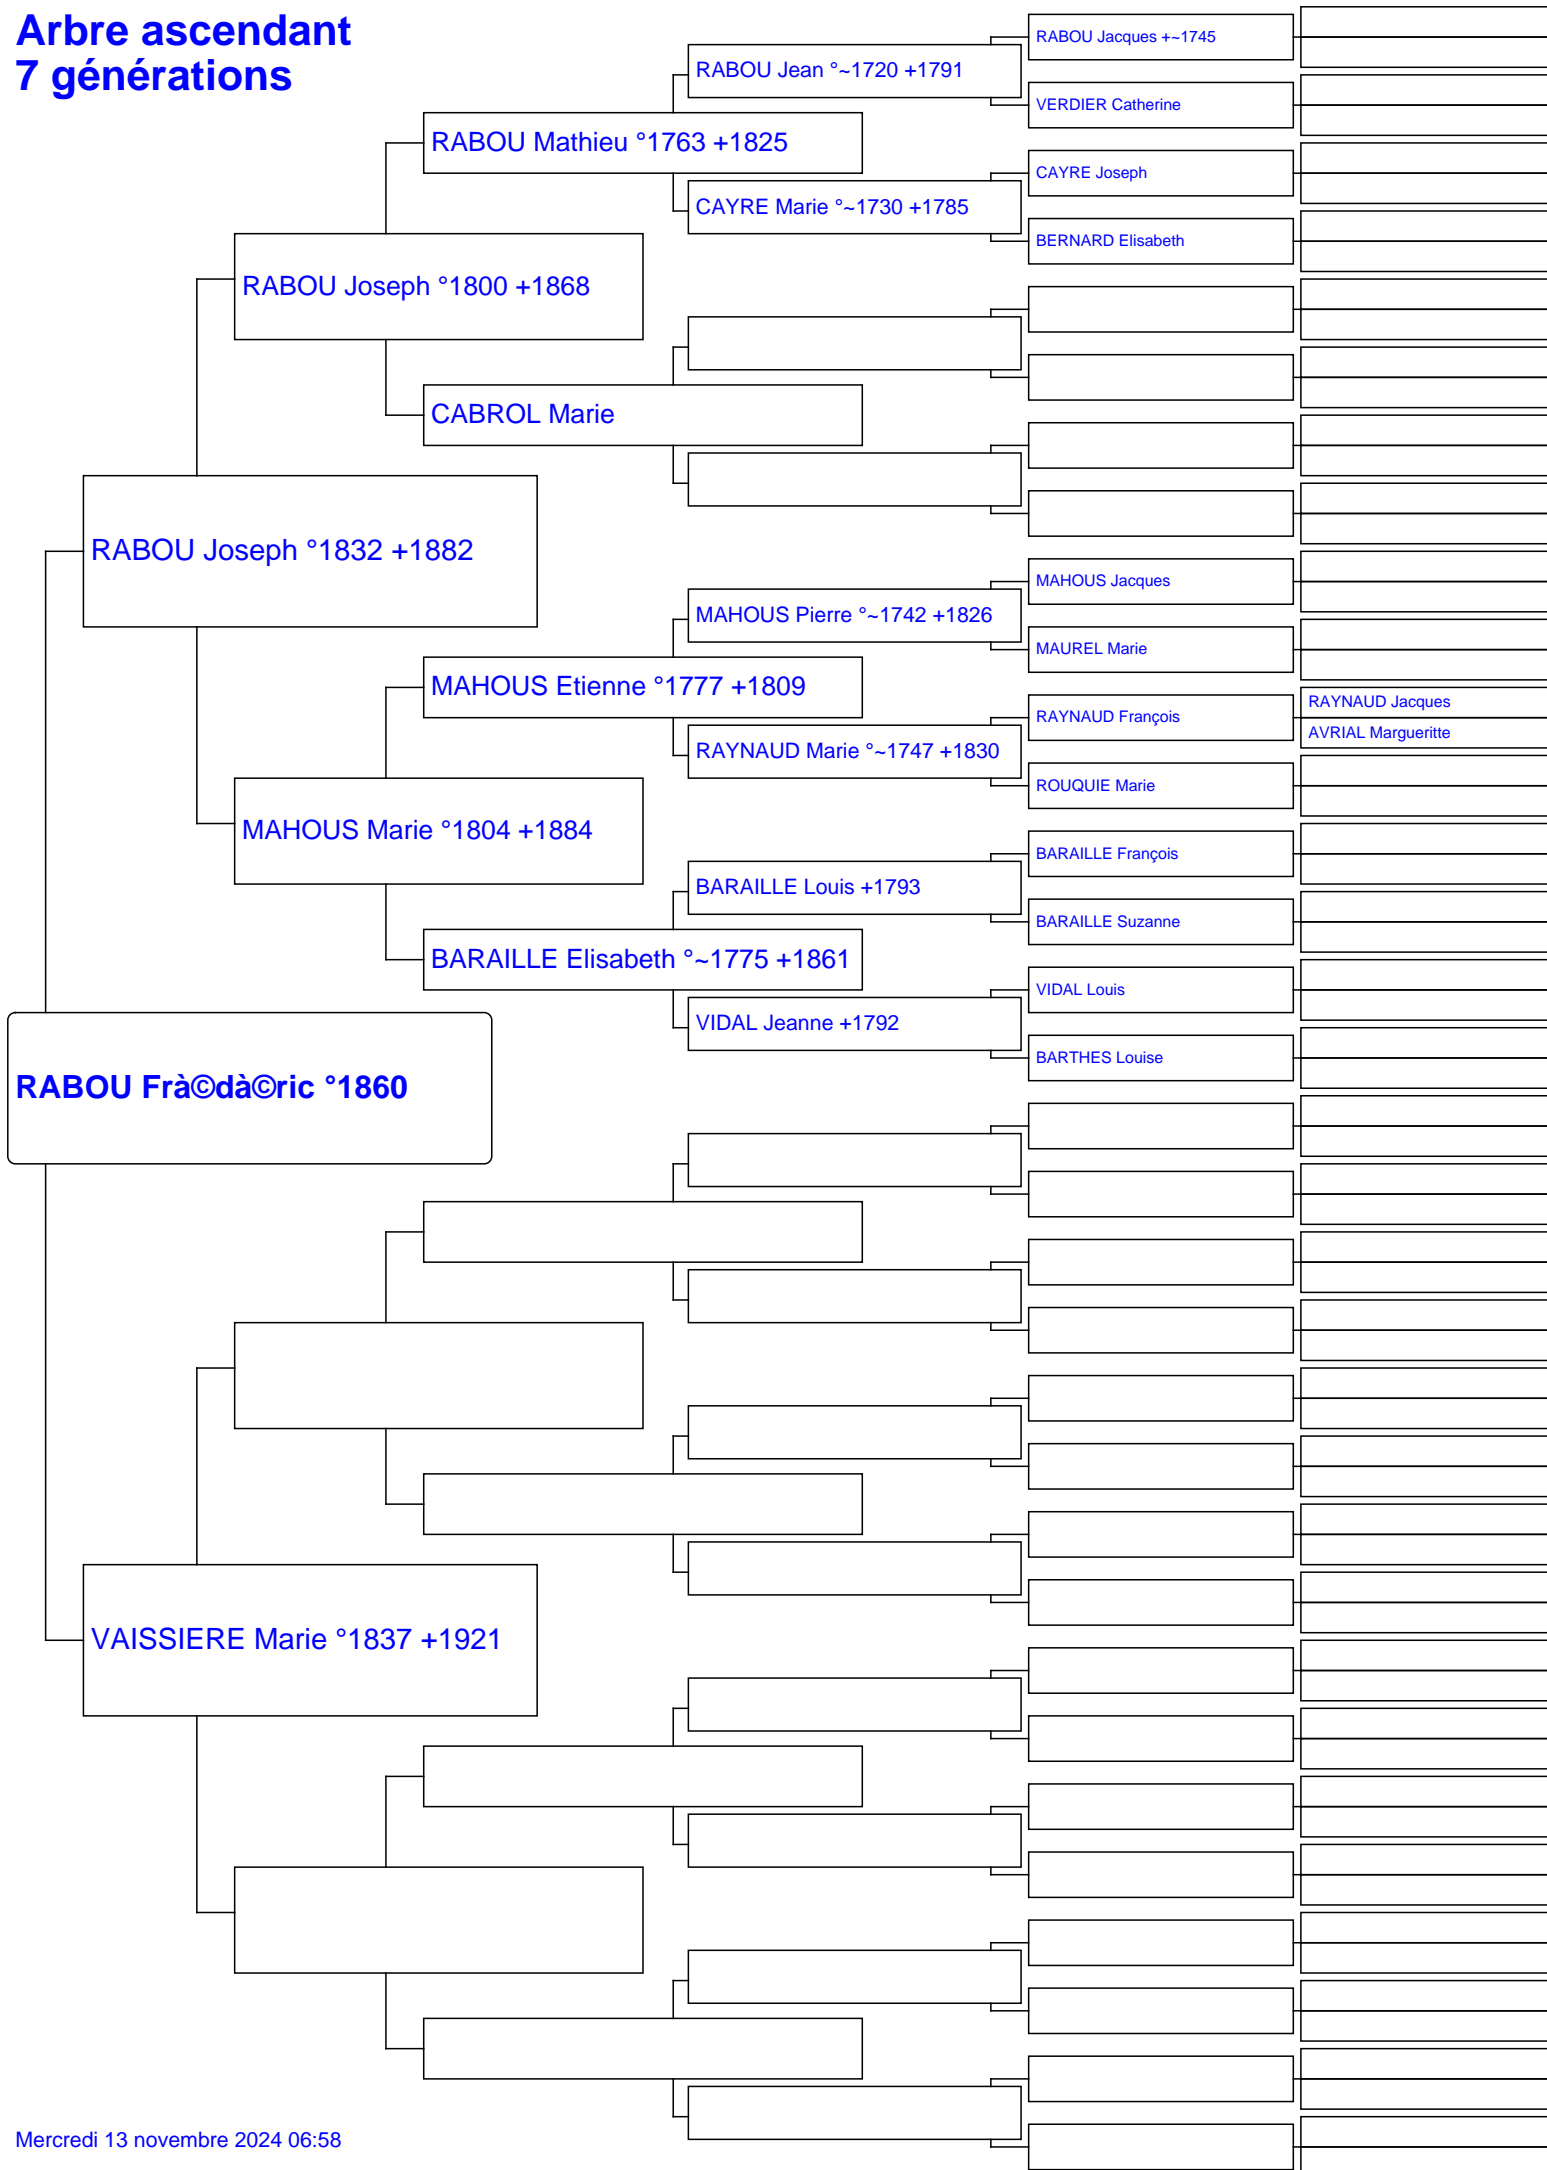 Arbre ascendant
7 générations
RABOU Jacques +~1745
RABOU Jean °~1720 +1791
VERDIER Catherine
RABOU Mathieu °1763 +1825
CAYRE Joseph
CAYRE Marie °~1730 +1785
BERNARD Elisabeth
RABOU Joseph °1800 +1868
CABROL Marie
RABOU Joseph °1832 +1882
MAHOUS Jacques
MAHOUS Pierre °~1742 +1826
MAUREL Marie
MAHOUS Etienne °1777 +1809
RAYNAUD Jacques
RAYNAUD François
AVRIAL Margueritte
RAYNAUD Marie °~1747 +1830
ROUQUIE Marie
MAHOUS Marie °1804 +1884
BARAILLE François
BARAILLE Louis +1793
BARAILLE Suzanne
BARAILLE Elisabeth °~1775 +1861
VIDAL Louis
VIDAL Jeanne +1792
BARTHES Louise
RABOU Frà©dà©ric °1860
VAISSIERE Marie °1837 +1921
Mercredi 13 novembre 2024 06:58